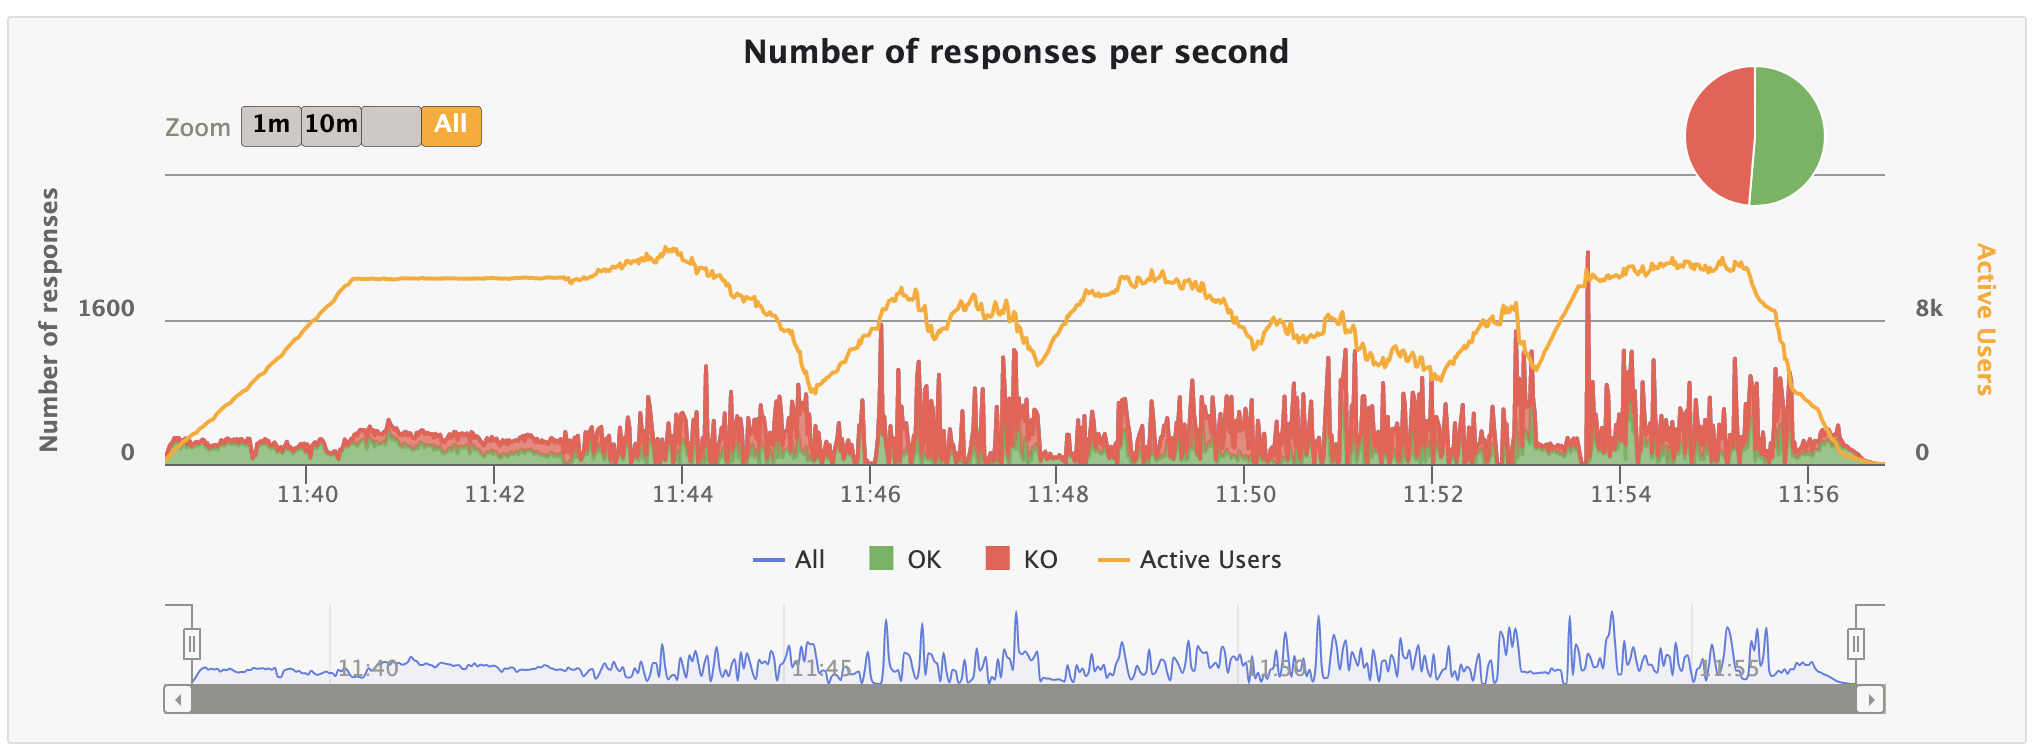 Number of responses per second
Zoom 1m 10m All
Number of responses
1600
0
8k
0
Active Users
11:40 11:42 11:44 11:46 11:48 11:50 11:52 11:54 11:56
All OK KO Active Users
11:40 11:45 11:50 11:55